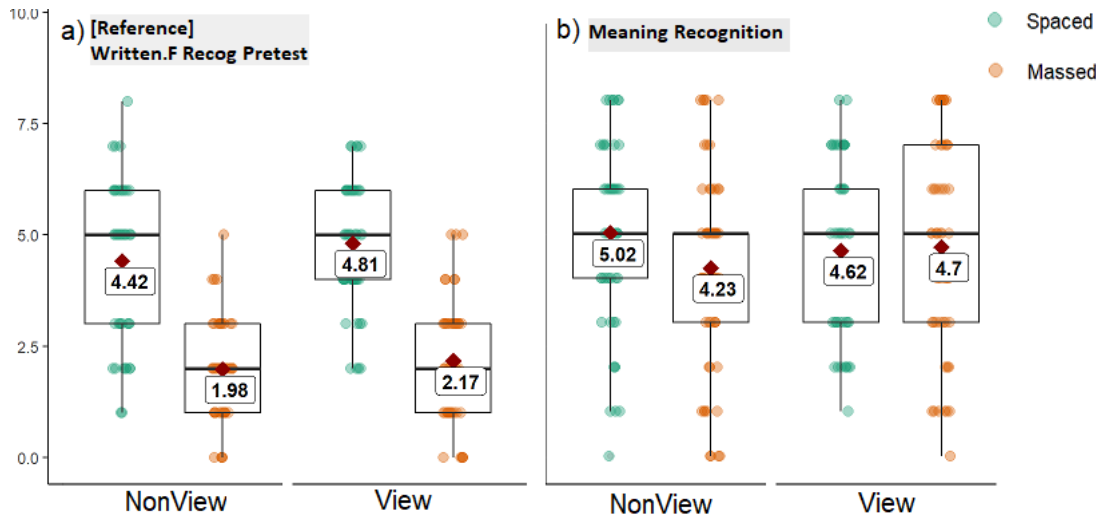 10.0
7.5
5.0
2.5
0.0
a) [Reference]
Written.F Recog Pretest
4.42
1.98
4.81
2.17
NonView
View
b) Meaning Recognition
5.02
4.23
4.62
4.7
NonView
View
Spaced
Massed